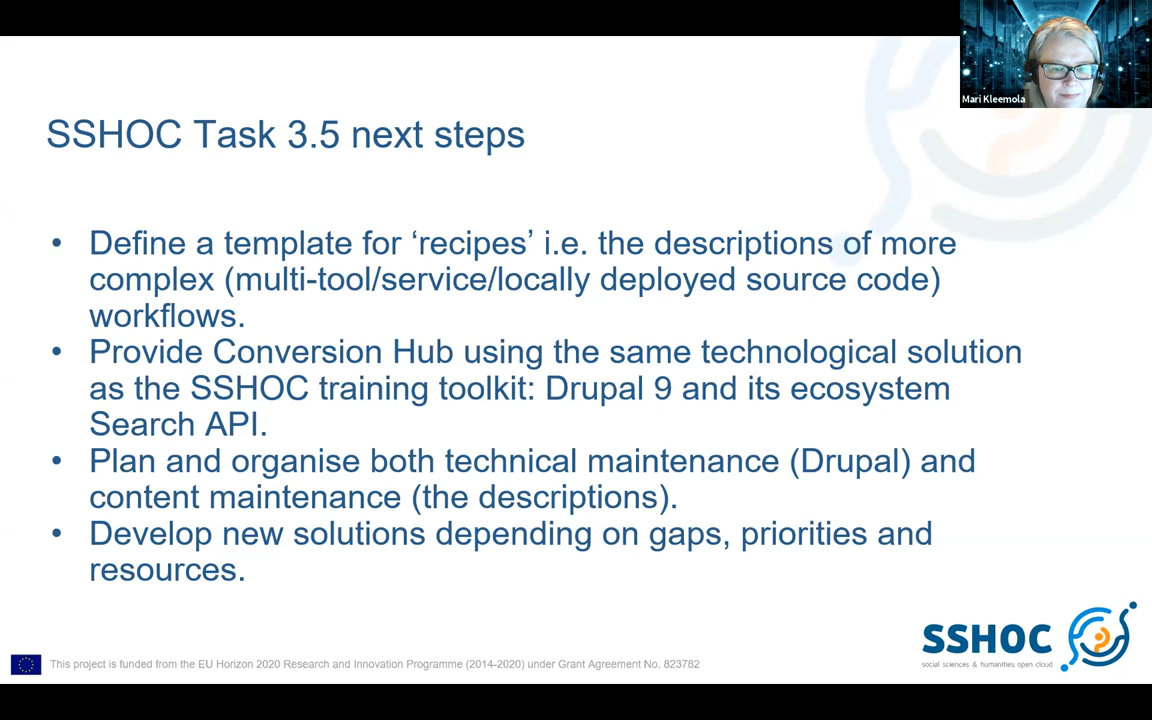 Mari Kleemola
SSHOC Task 3.5 next steps
• Define a template for ‘recipes’ i.e. the descriptions of more
complex (multi-tool/service/locally deployed source code)
workflows.
• Provide Conversion Hub using the same technological solution
as the SSHOC training toolkit: Drupal 9 and its ecosystem
Search API.
• Plan and organise both technical maintenance (Drupal) and
content maintenance (the descriptions).
• Develop new solutions depending on gaps, priorities and
resources.
SSHOC
social sciences & humanities open cloud
This project is funded from the EU Horizon 2020 Research and Innovation Programme (2014-2020) under Grant Agreement No. 823782